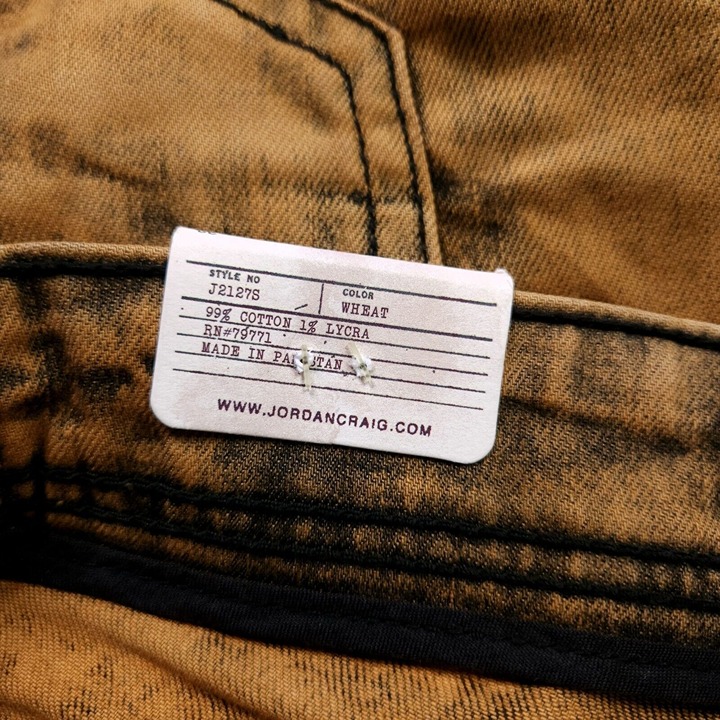 STYLE NO
J2127S
COLOR
WHEAT
99% COTTON 1% LYCRA
RN#79771
MADE IN PAKISTAN
WWW.JORDANCRAIG.COM